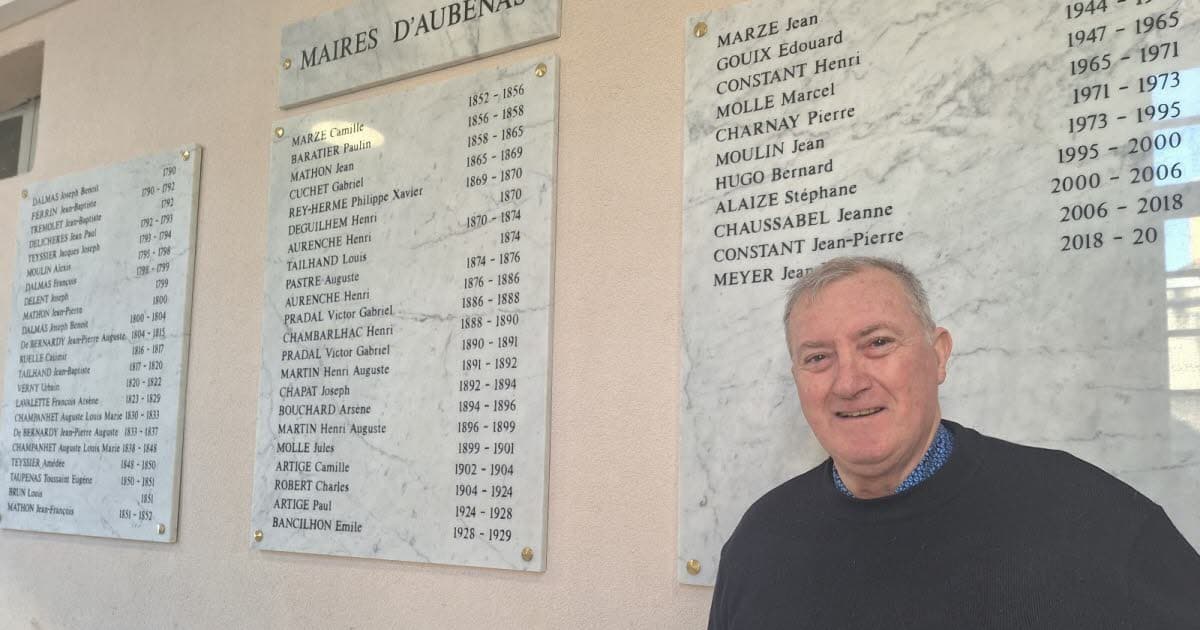 MAIRES D'AUBENAS
DALMAS Joseph Benoit 1790
FERRIN Jean-Baptiste 1790 - 1792
TREMOLET Jean-Baptiste 1792
DELICHERES Jean Paul 1792 - 1793
TEYSSIER Jacques Joseph 1793 - 1794
MOULIN Alexis 1795 - 1798
DALMAS François 1798 - 1799
DELENT Joseph 1799
MATHON Jean-Pierre 1800
DALMAS Joseph Benoit 1800 - 1804
De BERNARDY Jean-Pierre Auguste 1804 - 1815
RUELLE Casimir 1816 - 1817
TAILHAND Jean-Baptiste 1817 - 1820
VERNY Urbain 1820 - 1822
LAVALETTE François Arsène 1823 - 1829
CHAMPANHET Auguste Louis Marie 1830 - 1833
De BERNARDY Jean-Pierre Auguste 1833 - 1837
CHAMPANHET Auguste Louis Marie 1838 - 1848
TEYSSIER Amédée 1848 - 1850
TAUPENAS Toussaint Eugène 1850 - 1851
BRUN Louis 1851
MATHON Jean-François 1851 - 1852
MARZE Camille 1852 - 1856
BARATIER Paulin 1856 - 1858
MATHON Jean 1858 - 1865
CUCHET Gabriel 1865 - 1869
REY-HERME Philippe Xavier 1869 - 1870
DEGUILHEM Henri 1870
AURENCHE Henri 1870 - 1874
TAILHAND Louis 1874
PASTRE Auguste 1874 - 1876
AURENCHE Henri 1876 - 1886
PRADAL Victor Gabriel 1886 - 1888
CHAMBARLHAC Henri 1888 - 1890
PRADAL Victor Gabriel 1890 - 1891
MARTIN Henri Auguste 1891 - 1892
CHAPAT Joseph 1892 - 1894
BOUCHARD Arsène 1894 - 1896
MARTIN Henri Auguste 1896 - 1899
MOLLE Jules 1899 - 1901
ARTIGE Camille 1902 - 1904
ROBERT Charles 1904 - 1924
ARTIGE Paul 1924 - 1928
BANCILHON Emile 1928 - 1929
MARZE Jean
GOUIX Édouard
CONSTANT Henri 1944 -
MOLLE Marcel 1947 - 1965
CHARNAY Pierre 1965 - 1971
MOULIN Jean 1971 - 1973
HUGO Bernard 1973 - 1995
ALAIZE Stéphane 1995 - 2000
CHAUSSABEL Jeanne 2000 - 2006
CONSTANT Jean-Pierre 2006 - 2018
MEYER 2018 - 20